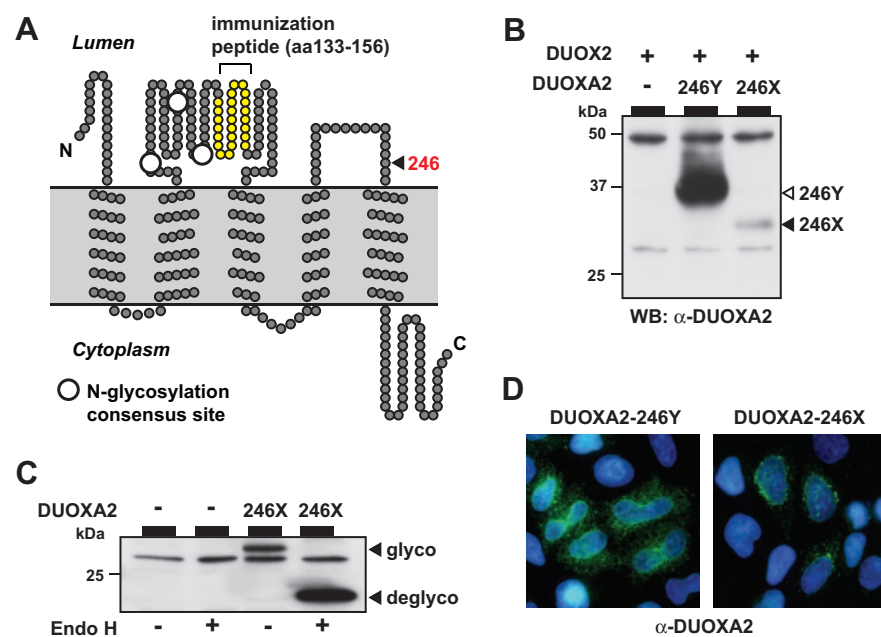 A
Lumen
immunization
peptide (aa133-156)
N
246
Cytoplasm
C
N-glycosylation
consensus site
B
DUOX2 + + +
DUOXA2 - 246Y 246X
kDa
50
37
25
246Y
246X
WB: α-DUOXA2
C
DUOXA2 - - 246X 246X
kDa
25
glyco
deglyco
Endo H - + - +
D
DUOXA2-246Y DUOXA2-246X
α-DUOXA2